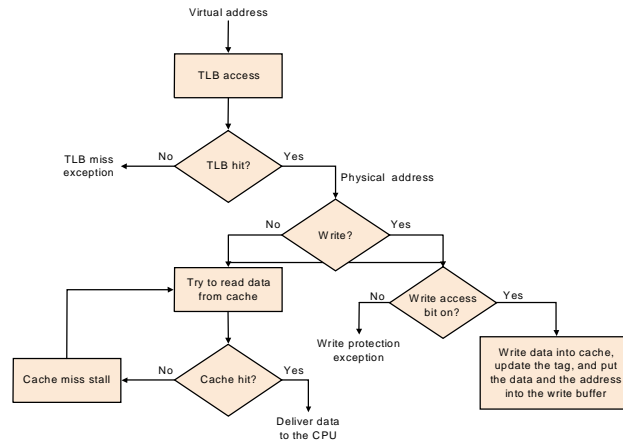 Virtual address
TLB access
No
Yes
TLB hit?
TLB miss
exception
Physical address
No
Yes
Write?
Try to read data
from cache
No
Write access
bit on?
Yes
Write protection
exception
Write data into cache,
update the tag, and put
the data and the address
into the write buffer
Cache miss stall
No
Cache hit?
Yes
Deliver data
to the CPU